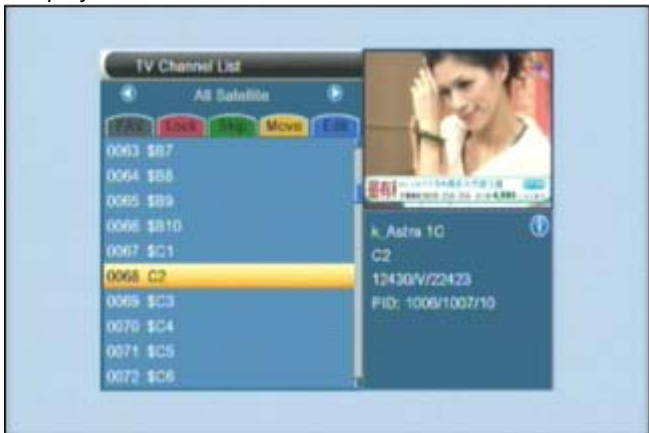 TV Channel List
All Satellite
FAV Lock Skip Move Edit
0063 $B7
0064 $B8
0065 $B9
0066 $B10
0067 $C1
0068 C2
0069 $C3
0070 $C4
0071 $C5
0072 $C6
k_Astra 1C
C2
12430/V/22423
PID: 1006/1007/10